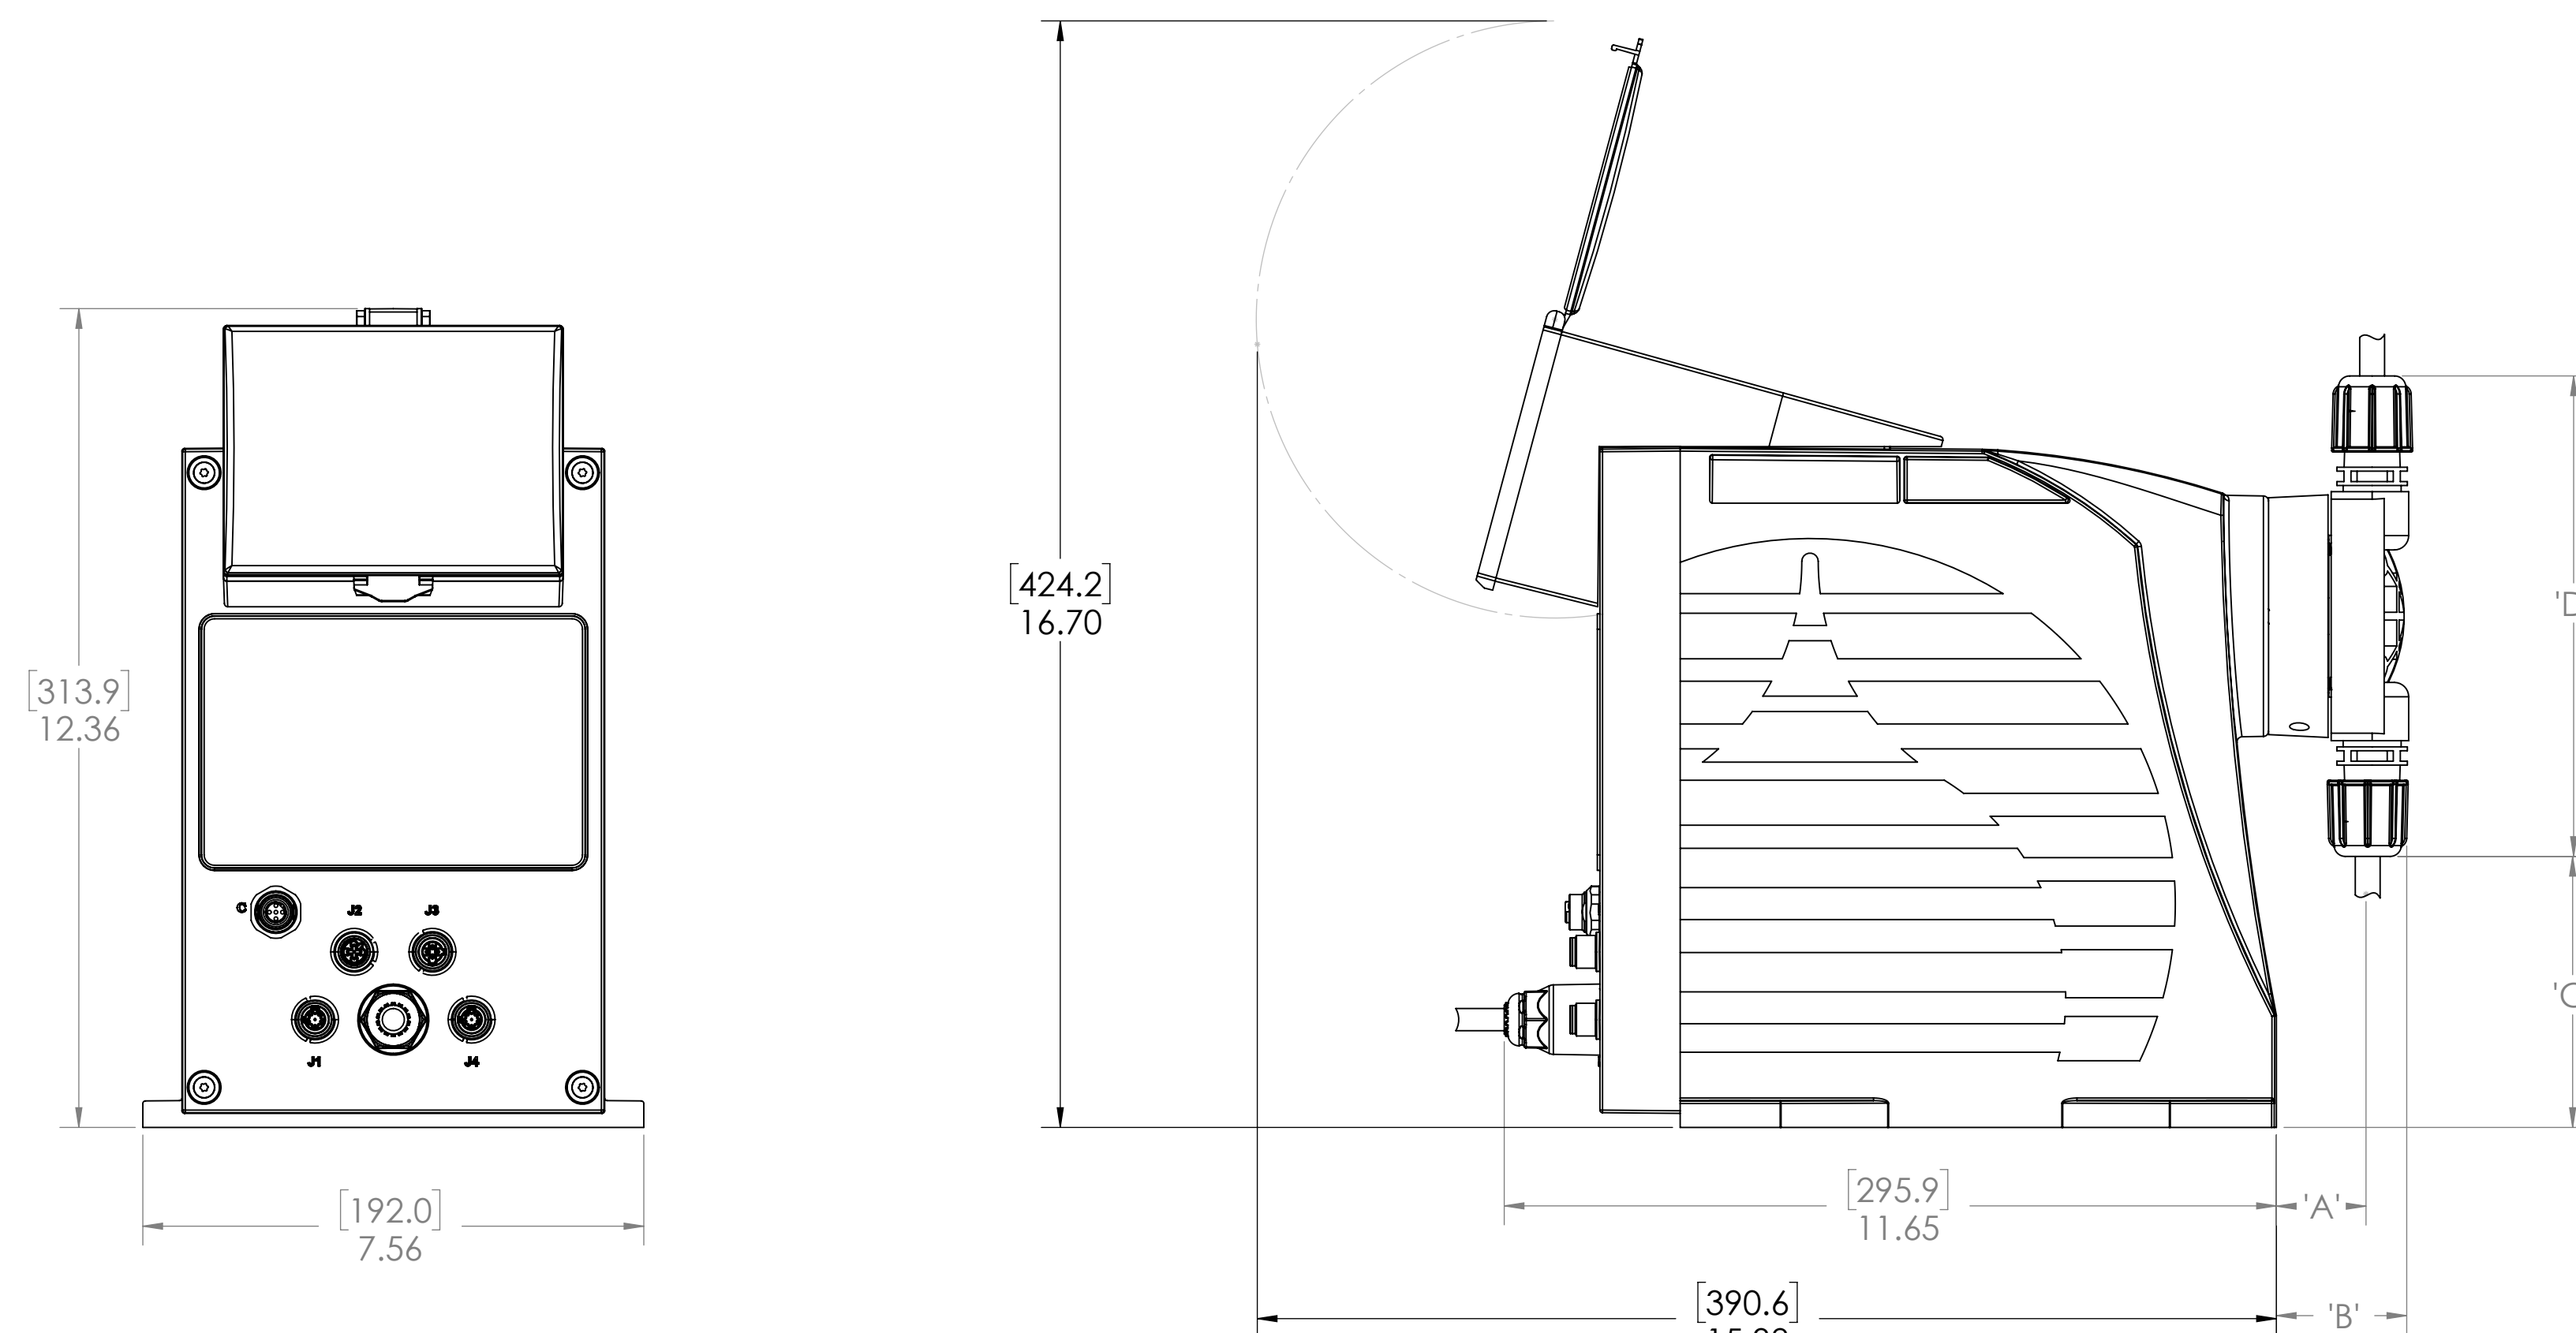 [424.2]
16.70
'D
[313.9]
12.36
C
J2
J3
J1
J4
[295.9]
11.65
'A'
[192.0]
7.56
[390.6]
'B'